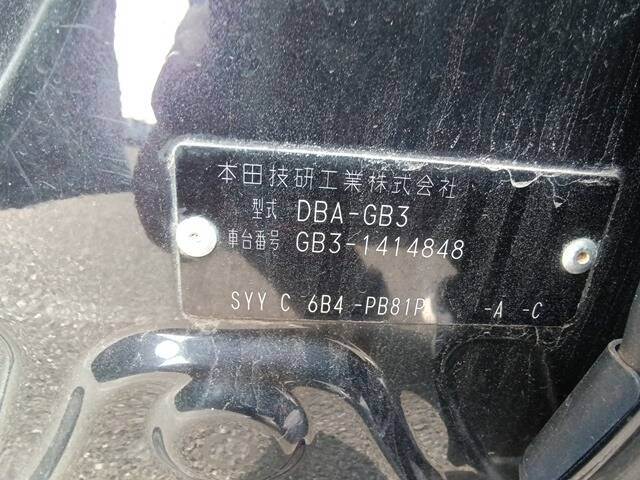 本田技研工業株式会社
型式 DBA-GB3
車台番号 GB3-1414848
SYY C 6B4 -PB81P -A -C